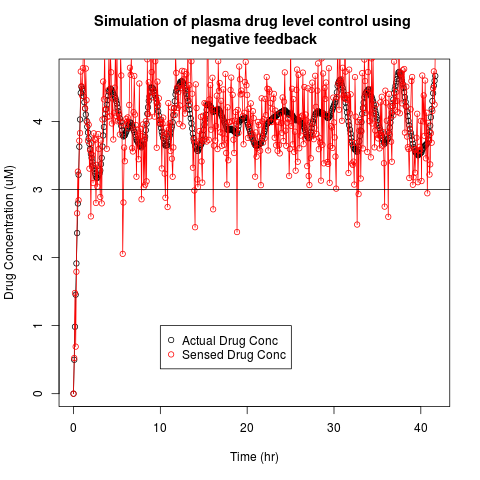 Simulation of plasma drug level control using
negative feedback
Drug Concentration (uM)
4
3
2
1
0
Actual Drug Conc
Sensed Drug Conc
0 10 20 30 40
Time (hr)